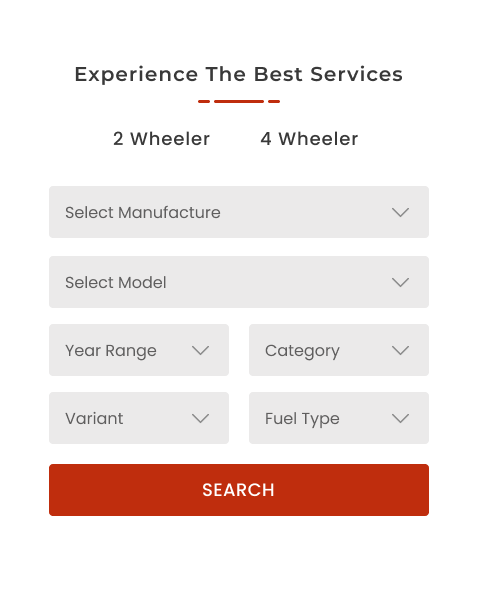 Experience The Best Services
2 Wheeler 4 Wheeler
Select Manufacture
Select Model
Year Range Category
Variant Fuel Type
SEARCH